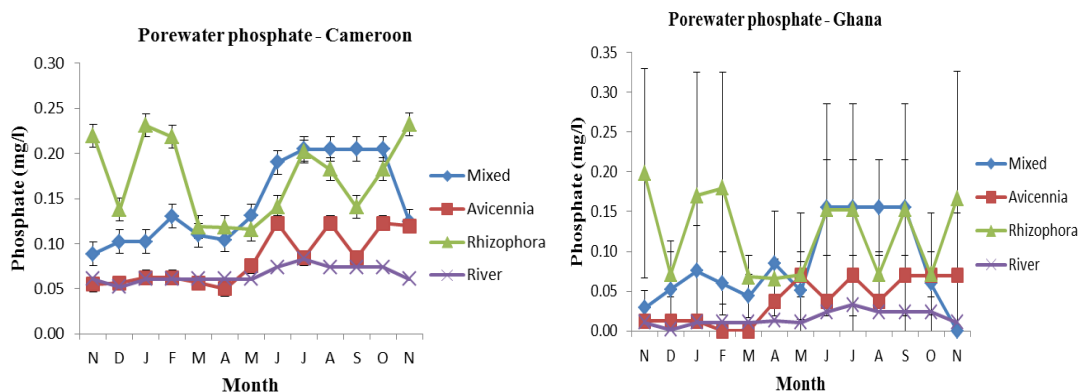 Porewater phosphate - Cameroon
Phosphate (mg/l)
0.30
0.25
0.20
0.15
0.10
0.05
0.00
N D J F M A M J J A S O N
Month
Mixed
Avicennia
Rhizophora
River
Porewater phosphate - Ghana
Phosphate (mg/l)
0.35
0.30
0.25
0.20
0.15
0.10
0.05
0.00
N D J F M A M J J A S O N
Month
Mixed
Avicennia
Rhizophora
River